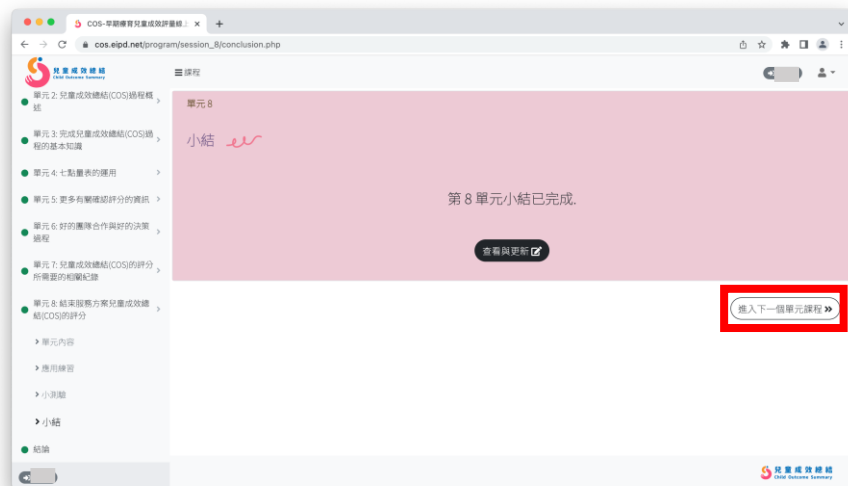 COS-早期療育兒童成效評量線上
cos.eipd.net/program/session_8/conclusion.php
兒童成效總結
Child Outcome Summary
課程
單元 2: 兒童成效總結(COS)過程概
述
單元 3: 完成兒童成效總結(COS)過
程的基本知識
單元 4: 七點量表的運用
單元 5: 更多有關確認評分的資訊
單元 6: 好的團隊合作與好的決策
過程
單元 7: 兒童成效總結(COS)的評分
所需要的相關紀錄
單元 8: 結束服務方案兒童成效總
結(COS)的評分
單元內容
應用練習
小測驗
小結
結論
單元 8
小結
第 8 單元小結已完成.
查看與更新
進入下一個單元課程
兒童成效總結
Child Outcome Summary